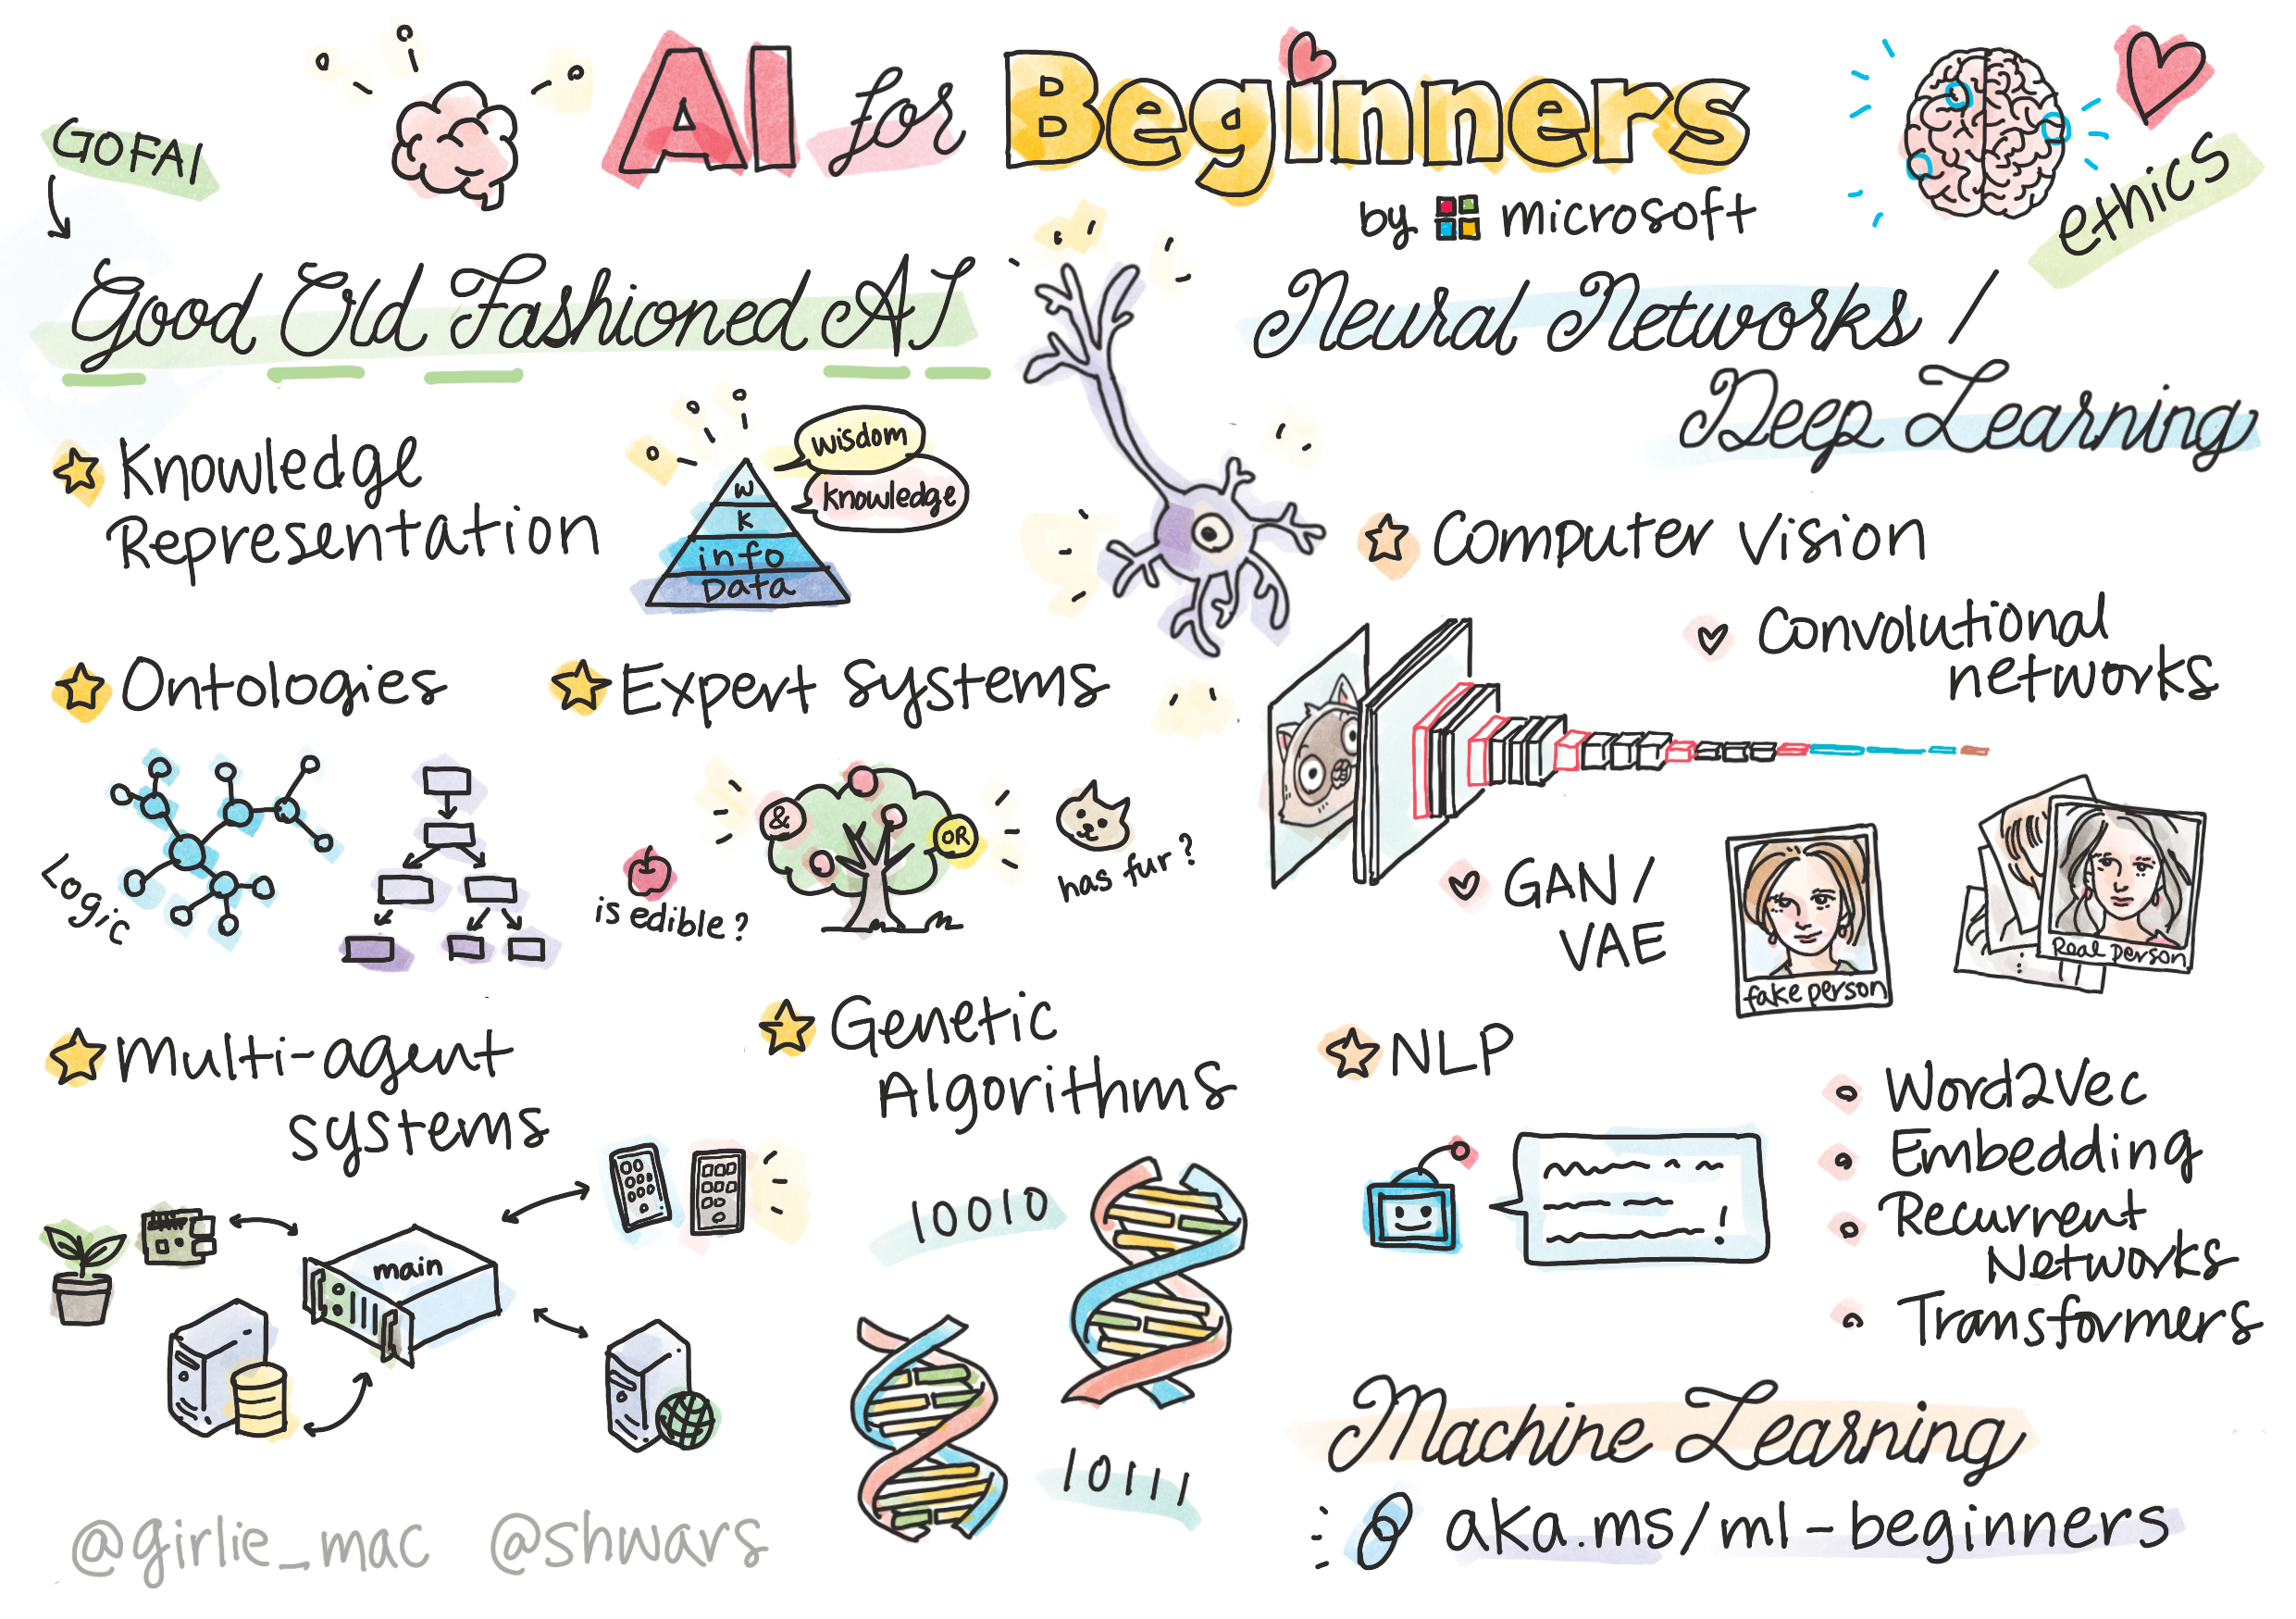 AI for Beginners
by microsoft
GOFAI
Good Old Fashioned AI
Knowledge
Representation
wisdom
knowledge
W
K
info
Data
Ontologies
Logic
Expert systems
&
OR
is edible?
has fur?
Multi-agent
systems
main
Genetic
Algorithms
10010
10111
@girlie_mac @shwars
ethics
Neural Networks /
Deep Learning
Computer Vision
Convolutional
networks
GAN /
VAE
fake person
Real person
NLP
!
Word2Vec
Embedding
Recurrent
Networks
Transformers
Machine Learning
aka.ms/ml-beginners